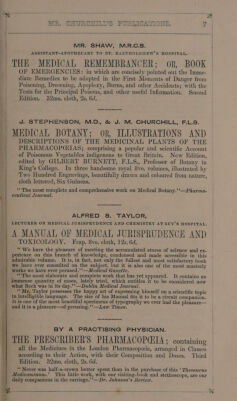 MR. CHURCHILL'S PUBLICATIONS. 7
MR. SHAW, M.R.C.S.
ASSISTANT-APOTHECARY TO ST. BARTHOLOMEW'S HOSPITAL.
THE MEDICAL REMEMBRANCER; OR, BOOK
OF EMERGENCIES: in which are concisely pointed out the Imme-
diate Remedies to be adopted in the First Moments of Danger from
Poisoning, Drowning, Apoplexy, Burns, and other Accidents; with the
Tests for the Principal Poisons, and other useful Information. Second
Edition. 32mo. cloth, 2s. 6d.
J. STEPHENSON, M.D., & J. M. CHURCHILL, F.L.S.
MEDICAL BOTANY; OR, ILLUSTRATIONS AND
DESCRIPTIONS OF THE MEDICINAL PLANTS OF THE
PHARMACOPŒIAS; comprising a popular and scientific Account
of Poisonous Vegetables indigenous to Great Britain. New Edition,
edited by GILBERT BURNETT, F.L.S., Professor of Botany in
King's College. In three handsome royal 8vo. volumes, illustrated by
Two Hundred Engravings, beautifully drawn and coloured from nature,
cloth lettered, Six Guineas.
"The most complete and comprehensive work on Medical Botany."—Pharma-
ceutical Journal.
ALFRED S. TAYLOR,
LECTURER ON MEDICAL JURISPRUDENCE AND CHEMISTRY AT GUY'S HOSPITAL.
A MANUAL OF MEDICAL JURISPRUDENCE AND
TOXICOLOGY. Fcap. 8vo. cloth, 12s. 6d.
"We have the pleasure of meeting the accumulated stores of science and ex-
perience on this branch of knowledge, condensed and made accessible in this
admirable volume. It is, in fact, not only the fullest and most satisfactory book
we have ever consulted on the subject, but it is also one of the most masterly
works we have ever perused."—Medical Gazette.
"The most elaborate and complete work that has yet appeared. It contains an
immense quantity of cases, lately tried, which entitles it to be considered now
what Beck was in its day."—Dublin Medical Journal.
"Mr. Taylor possesses the happy art of expressing himself on a scientific topic
in intelligible language. The size of his Manual fits it to be a circuit companion.
It is one of the most beautiful specimens of typography we ever had the pleasure—
and it is a pleasure—of perusing."—Law Times.
BY A PRACTISING PHYSICIAN.
THE PRESCRIBER'S PHARMACOPŒIA; containing
all the Medicines in the London Pharmacopœia, arranged in Classes
according to their Action, with their Composition and Doses. Third
Edition. 32mo. cloth, 2s. 6d.
"Never was half-a-crown better spent than in the purchase of this 'Thesaurus
Medicaminum.' This little work, with our visiting-book and stethoscope, are our
daily companions in the carriage."—Dr. Johnson's Review.